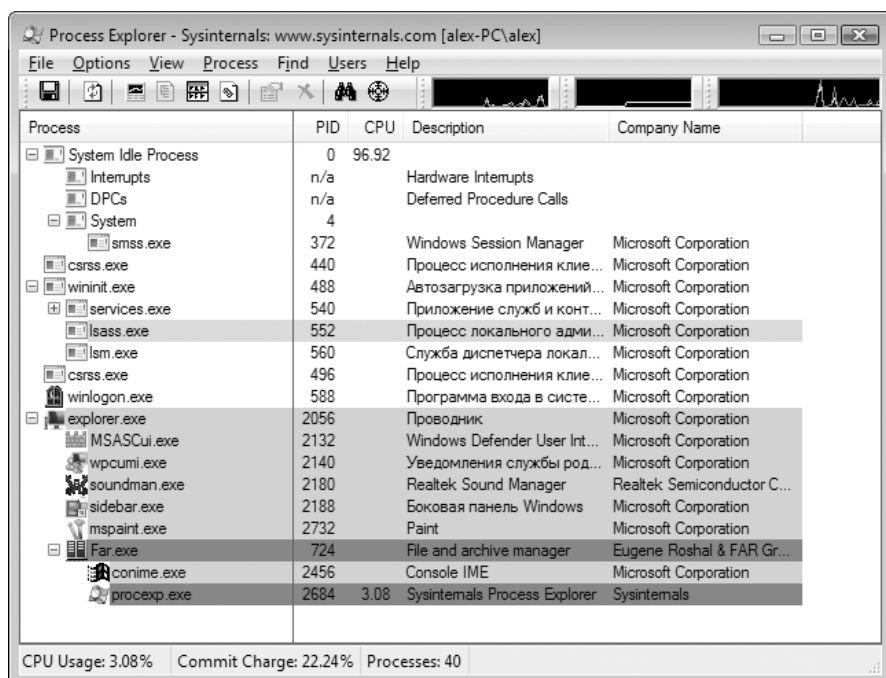 Process Explorer - Sysinternals: www.sysinternals.com [alex-PC\alex]
File Options View Process Find Users Help
Process PID CPU Description Company Name
System Idle Process 0 96.92
Interrupts n/a Hardware Interrupts
DPCs n/a Deferred Procedure Calls
System 4
smss.exe 372 Windows Session Manager Microsoft Corporation
csrss.exe 440 Процесс исполнения клие... Microsoft Corporation
wininit.exe 488 Автозагрузка приложений... Microsoft Corporation
services.exe 540 Приложение служб и конт... Microsoft Corporation
lsass.exe 552 Процесс локального адми... Microsoft Corporation
lsm.exe 560 Служба диспетчера локал... Microsoft Corporation
csrss.exe 496 Процесс исполнения клие... Microsoft Corporation
winlogon.exe 588 Программа входа в систе... Microsoft Corporation
explorer.exe 2056 Проводник Microsoft Corporation
MSASCui.exe 2132 Windows Defender User Int... Microsoft Corporation
wpcumi.exe 2140 Уведомления службы род... Microsoft Corporation
soundman.exe 2180 Realtek Sound Manager Realtek Semiconductor C...
sidebar.exe 2188 Боковая панель Windows Microsoft Corporation
mspaint.exe 2732 Paint Microsoft Corporation
Far.exe 724 File and archive manager Eugene Roshal & FAR Gr...
conime.exe 2456 Console IME Microsoft Corporation
procexp.exe 2684 3.08 Sysinternals Process Explorer Sysinternals
CPU Usage: 3.08% Commit Charge: 22.24% Processes: 40